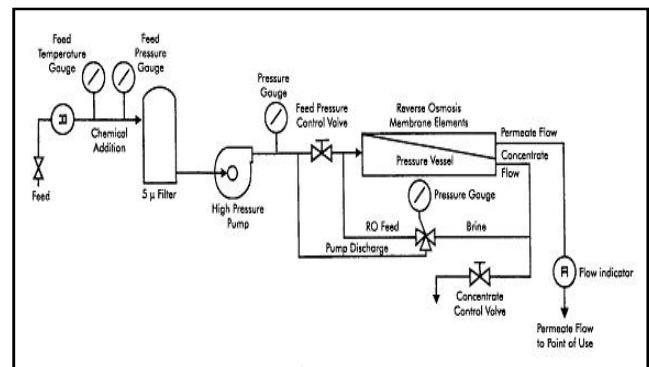 Feed
Temperature
Gauge
Feed
Pressure
Gauge
Chemical
Addition
Feed
5 µ Filter
High Pressure
Pump
Pressure
Gauge
Feed Pressure
Control Valve
Reverse Osmosis
Membrane Elements
Pressure Vessel
Permeate Flow
Concentrate
Flow
Pressure Gauge
RO Feed
Brine
Pump Discharge
Concentrate
Control Valve
Flow indicator
Permeate Flow
to Point of Use